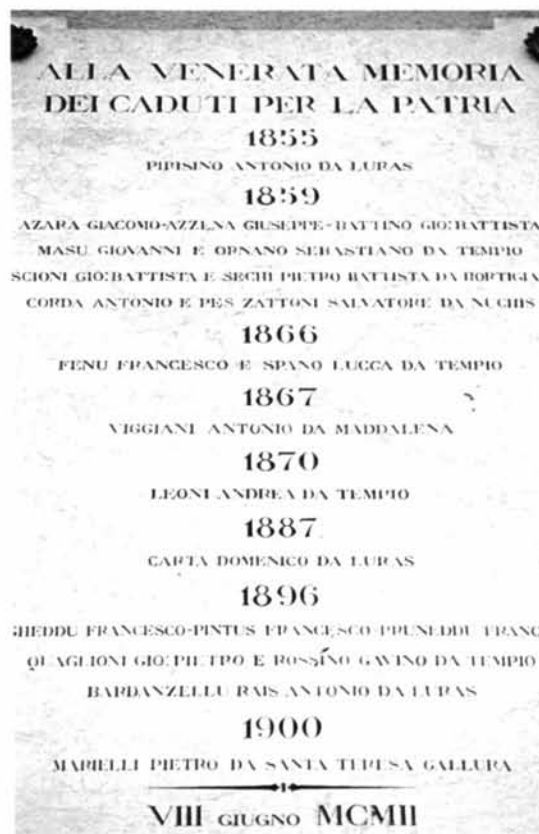 ALLA VENERATA MEMORIA
DEI CADUTI PER LA PATRIA
1855
PIPISINO ANTONIO DA LURAS
1859
AZARA GIACOMO-AZZENA GIUSEPPE-BATTINO GIO:BATTISTA
MASU GIOVANNI E ORNANO SEBASTIANO DA TEMPIO
SCIONI GIO:BATTISTA E SECHI PIETRO BATTISTA DA BORTIGIA
CORDA ANTONIO E PES ZATTONI SALVATORE DA NUCHIS
1866
FENU FRANCESCO E SPANO LUCCA DA TEMPIO
1867
VIGGIANI ANTONIO DA MADDALENA
1870
LEONI ANDREA DA TEMPIO
1887
CARTA DOMENICO DA LURAS
1896
GHEDDU FRANCESCO-PINTUS FRANCESCO-PRUNEDDU FRANC
QUAGLIONI GIO:PIETRO E ROSSINO GAVINO DA TEMPIO
BARDANZELLU RAIS ANTONIO DA LURAS
1900
MARIELLI PIETRO DA SANTA TERESA GALLURA
VIII GIUGNO MCMII